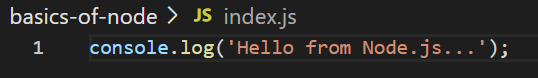 basics-of-node > JS index.js
1 console.log('Hello from Node.js...');